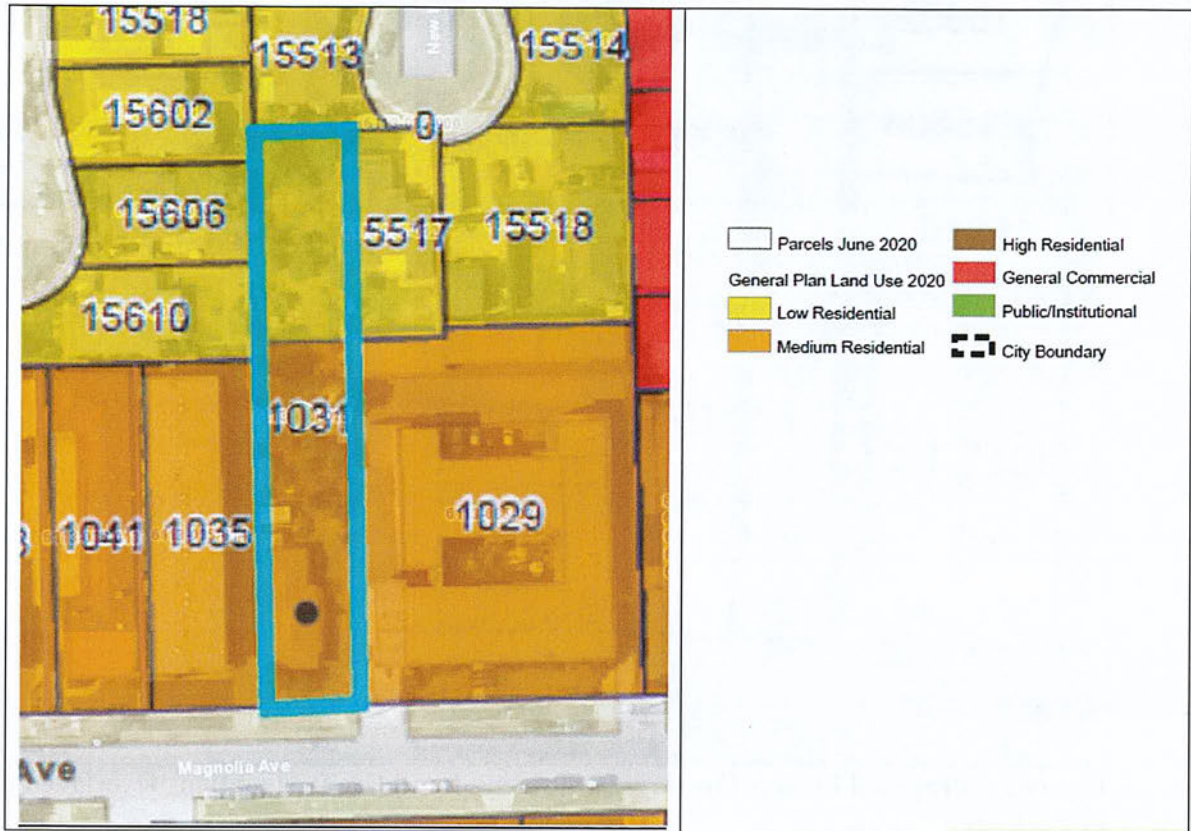 15518
15513
15514
New
15602
0
15606
5517
15518
15610
1031
1041
1035
1029
Ave
Magnolia Ave
Parcels June 2020
General Plan Land Use 2020
Low Residential
Medium Residential
High Residential
General Commercial
Public/Institutional
City Boundary